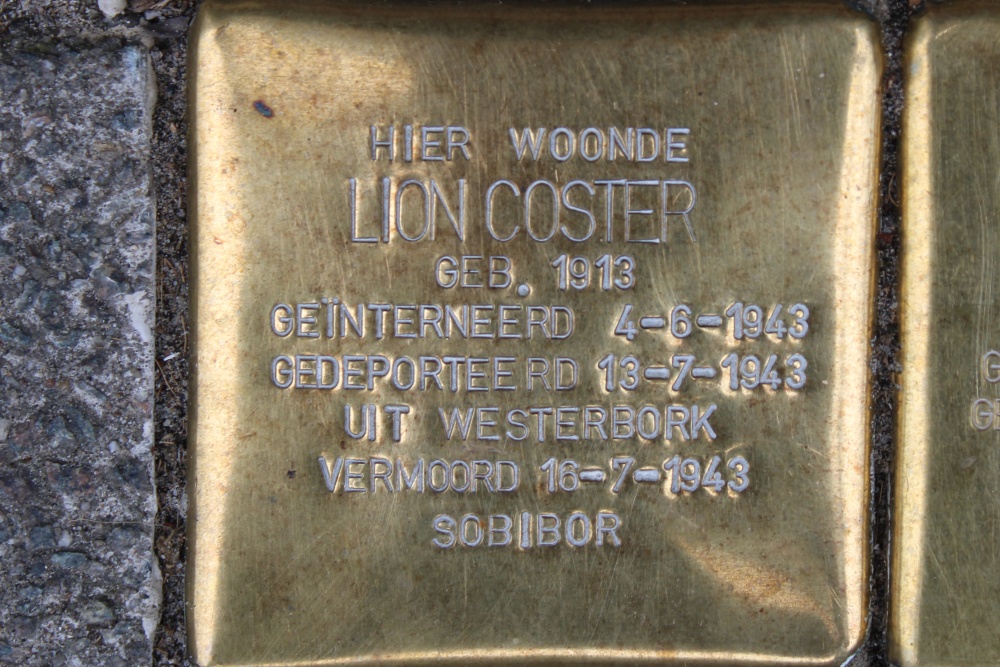 HIER WOONDE
LION COSTER
GEB. 1913
GEÏNTERNEERD 4-6-1943
GEDEPORTEERD 13-7-1943
UIT WESTERBORK
VERMOORD 16-7-1943
SOBIBOR